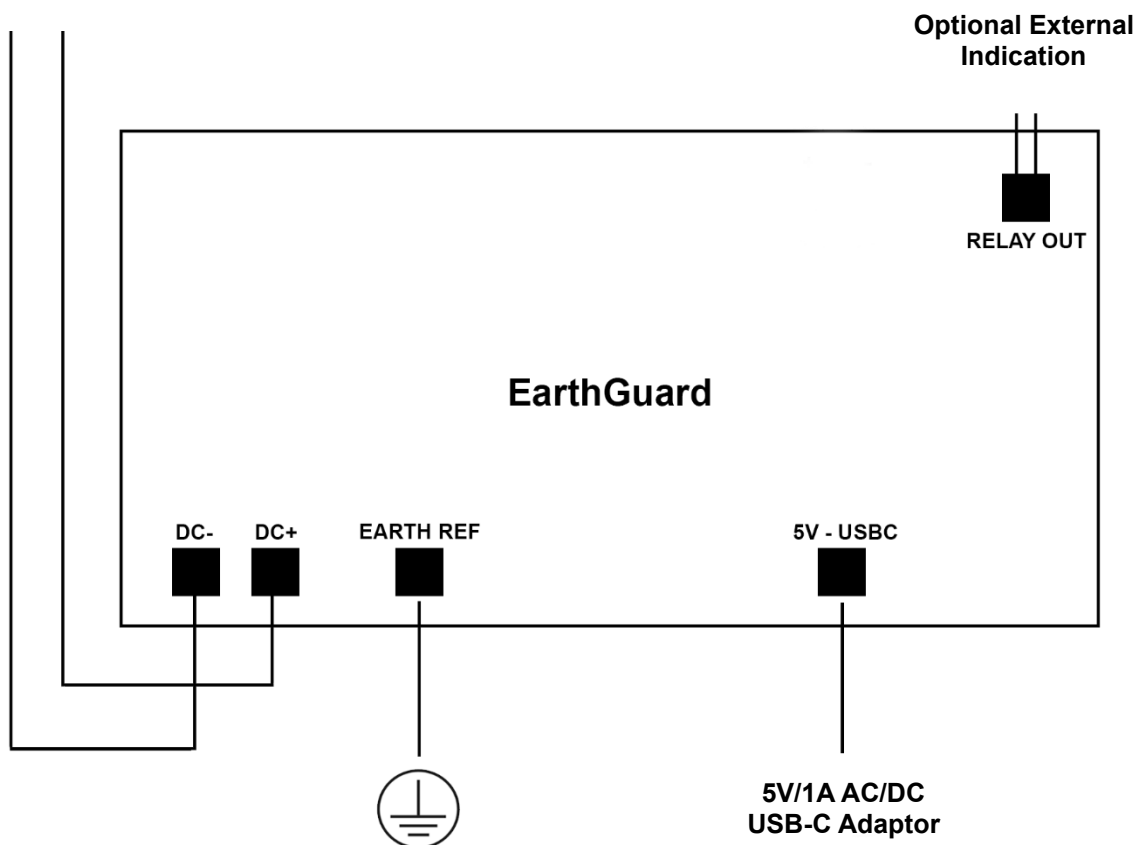 Optional External
Indication
RELAY OUT
EarthGuard
DC-
DC+
EARTH REF
5V - USBC
5V/1A AC/DC
USB-C Adaptor